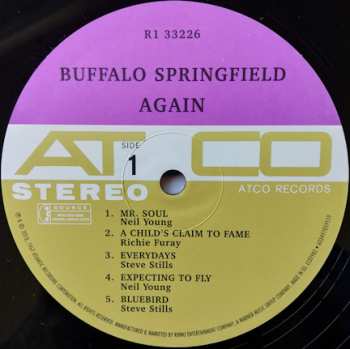 R1 33226
BUFFALO SPRINGFIELD
AGAIN
ATCO
SIDE
1
STEREO
ATCO RECORDS
1. MR. SOUL
Neil Young
2. A CHILD'S CLAIM TO FAME
Richie Furay
3. EVERYDAYS
Steve Stills
4. EXPECTING TO FLY
Neil Young
5. BLUEBIRD
Steve Stills